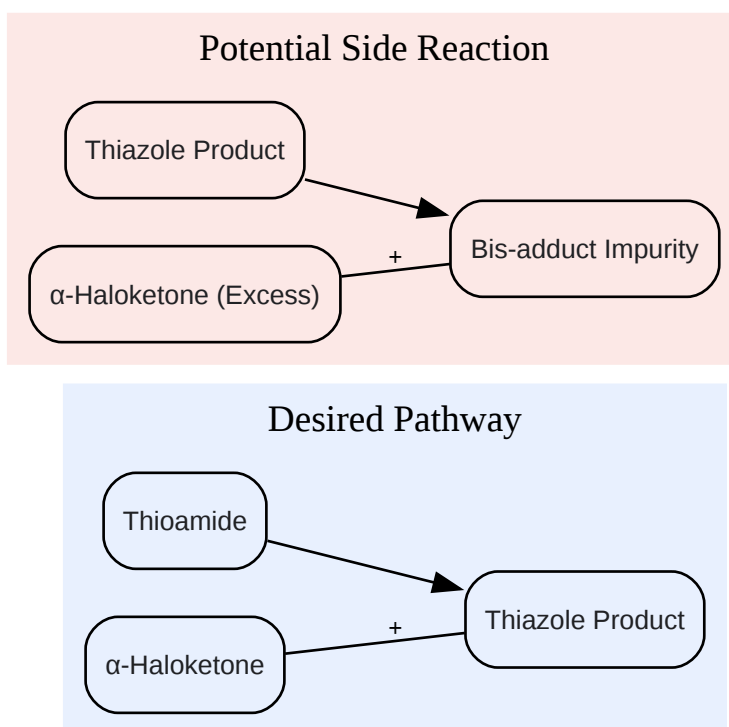 Potential Side Reaction
Thiazole Product
+
Bis-adduct Impurity
α-Haloketone (Excess)
Desired Pathway
Thioamide
+
Thiazole Product
α-Haloketone